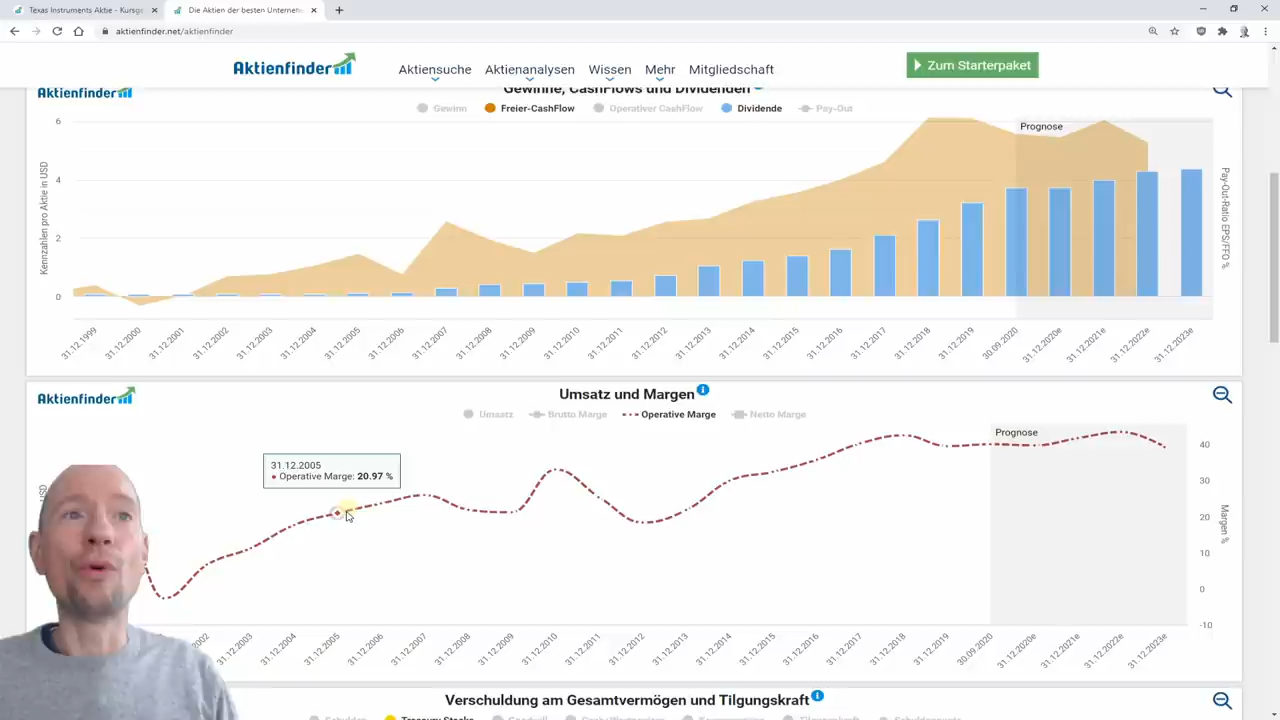 Texas Instruments Aktie - Kursge
Die Aktien der besten Unterneh
aktienfinder.net/aktienfinder
Aktienfinder
Aktiensuche
Aktienanalysen
Wissen
Mehr
Mitgliedschaft
Zum Starterpaket
Aktienfinder
Gewinne, CashFlows und Dividenden
Gewinn
Freier-CashFlow
Operativer CashFlow
Dividende
Pay-Out
Kennzahlen pro Aktie in USD
6
4
2
0
Prognose
Pay-Out-Ratio EPS/FFO %
31.12.1999
31.12.2000
31.12.2001
31.12.2002
31.12.2003
31.12.2004
31.12.2005
31.12.2006
31.12.2007
31.12.2008
31.12.2009
31.12.2010
31.12.2011
31.12.2012
31.12.2013
31.12.2014
31.12.2015
31.12.2016
31.12.2017
31.12.2018
31.12.2019
30.09.2020
31.12.2020e
31.12.2021e
31.12.2022e
31.12.2023e
Aktienfinder
Umsatz und Margen
Umsatz
Brutto Marge
Operative Marge
Netto Marge
31.12.2005
Operative Marge: 20.97 %
Prognose
USD
40
30
20
10
0
-10
Margen %
2002
31.12.2003
31.12.2004
31.12.2005
31.12.2006
31.12.2007
31.12.2008
31.12.2009
31.12.2010
31.12.2011
31.12.2012
31.12.2013
31.12.2014
31.12.2015
31.12.2016
31.12.2017
31.12.2018
31.12.2019
30.09.2020
31.12.2020e
31.12.2021e
31.12.2022e
31.12.2023e
Verschuldung am Gesamtvermögen und Tilgungskraft
Treasury Stocks
Goodwill